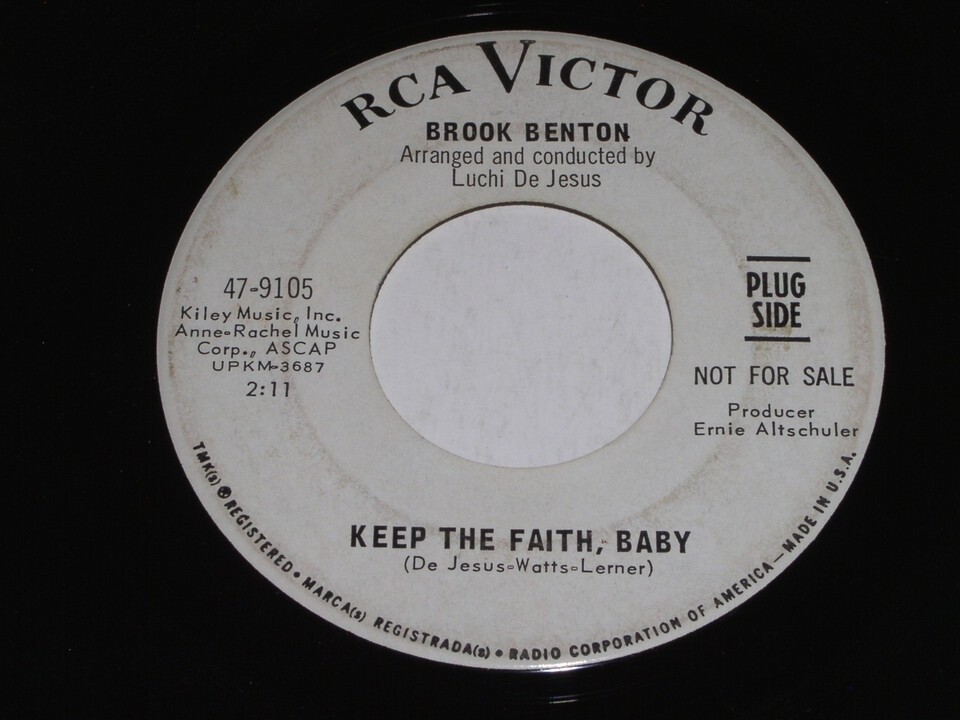 RCA VICTOR
BROOK BENTON
Arranged and conducted by
Luchi De Jesus
47-9105
Kiley Music, Inc.
Anne-Rachel Music
Corp., ASCAP
UPKM-3687
2:11
PLUG
SIDE
NOT FOR SALE
Producer
Ernie Altschuler
KEEP THE FAITH, BABY
(De Jesus-Watts-Lerner)
TMK(s) ® REGISTERED • MARCA(s) REGISTRADA(s) • RADIO CORPORATION OF AMERICA — MADE IN U.S.A.